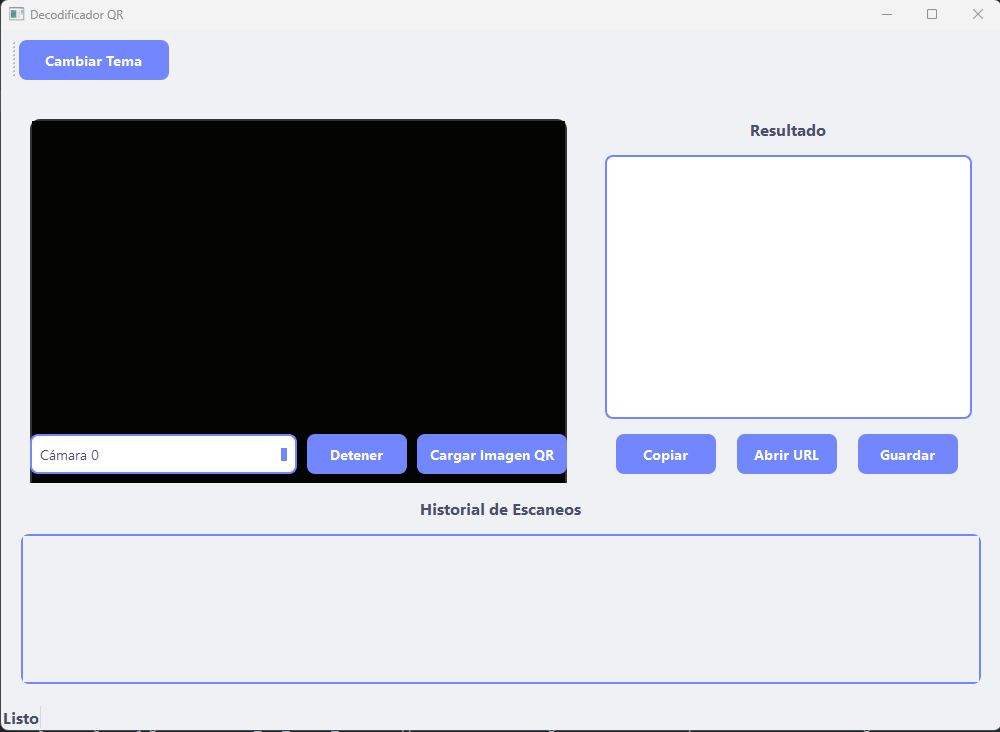 Decodificador QR
Cambiar Tema
Resultado
Cámara 0
Detener
Cargar Imagen QR
Copiar
Abrir URL
Guardar
Historial de Escaneos
Listo